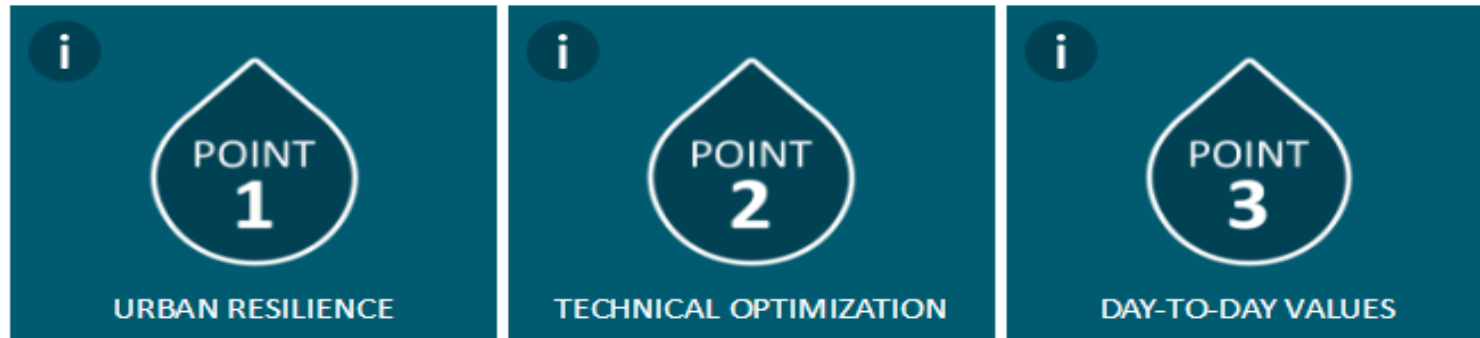 i
POINT
1
URBAN RESILIENCE
i
POINT
2
TECHNICAL OPTIMIZATION
i
POINT
3
DAY-TO-DAY VALUES